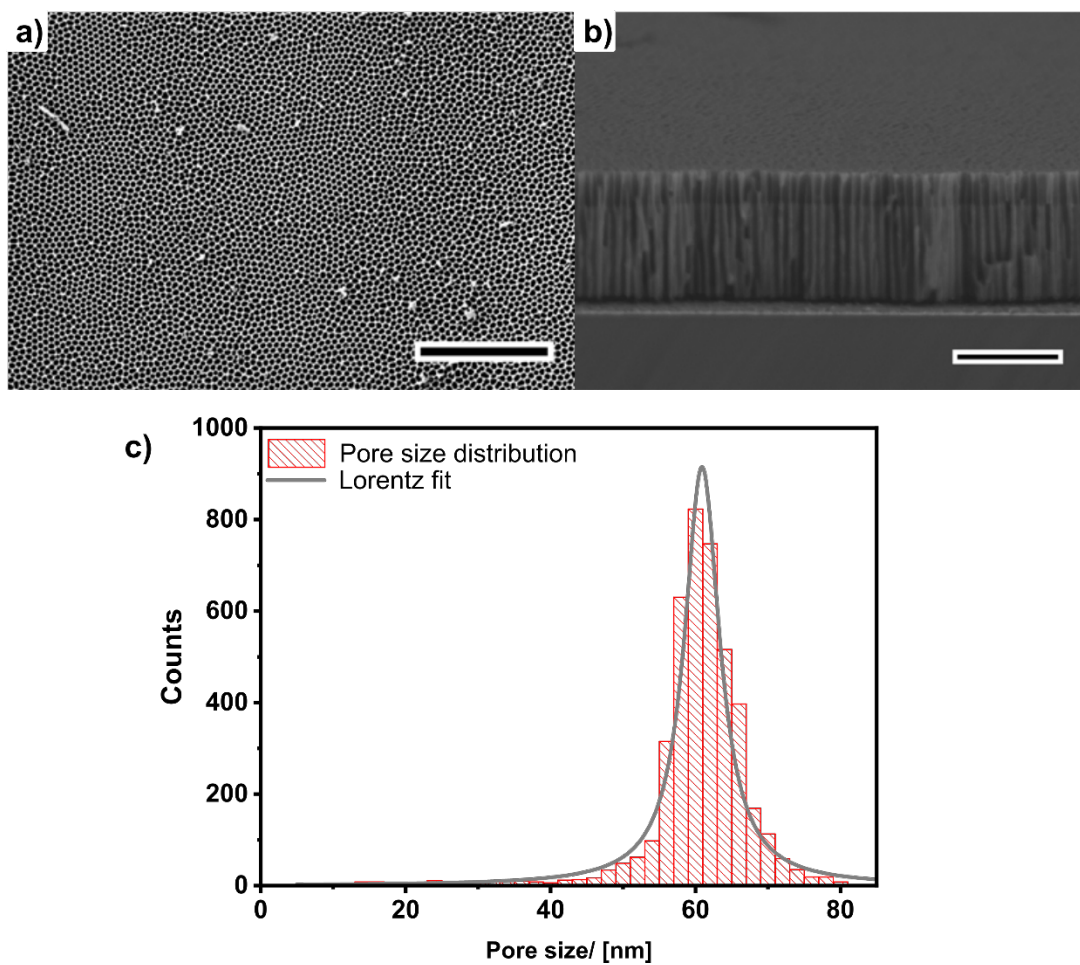 a)
b)
c)
Pore size distribution
Lorentz fit
1000
800
600
400
200
0
Counts
0 20 40 60 80
Pore size/ [nm]